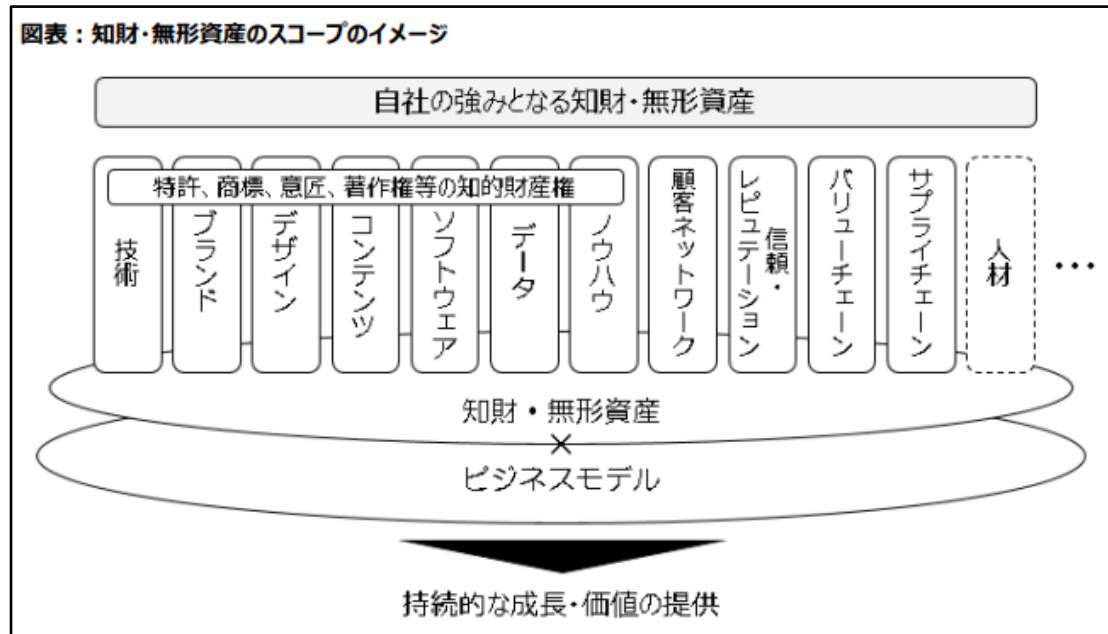 図表：知財・無形資産のスコープのイメージ
自社の強みとなる知財・無形資産
特許、商標、意匠、著作権等の知的財産権
技術
ブランド
デザイン
コンテンツ
ソフトウェア
データ
ノウハウ
顧客ネットワーク
信頼・
レピュテーション
バリューチェーン
サプライチェーン
人材
…
知財・無形資産
×
ビジネスモデル
持続的な成長・価値の提供